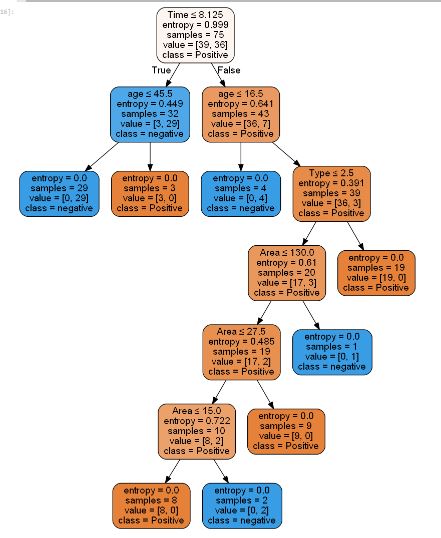 Time ≤ 8.125
entropy = 0.999
samples = 75
value = [39, 36]
class = Positive
True
False
age ≤ 45.5
entropy = 0.449
samples = 32
value = [3, 29]
class = negative
age ≤ 16.5
entropy = 0.641
samples = 43
value = [36, 7]
class = Positive
entropy = 0.0
samples = 29
value = [0, 29]
class = negative
entropy = 0.0
samples = 3
value = [3, 0]
class = Positive
entropy = 0.0
samples = 4
value = [0, 4]
class = negative
Type ≤ 2.5
entropy = 0.391
samples = 39
value = [36, 3]
class = Positive
Area ≤ 130.0
entropy = 0.61
samples = 20
value = [17, 3]
class = Positive
entropy = 0.0
samples = 19
value = [19, 0]
class = Positive
Area ≤ 27.5
entropy = 0.485
samples = 19
value = [17, 2]
class = Positive
entropy = 0.0
samples = 1
value = [0, 1]
class = negative
Area ≤ 15.0
entropy = 0.722
samples = 10
value = [8, 2]
class = Positive
entropy = 0.0
samples = 9
value = [9, 0]
class = Positive
entropy = 0.0
samples = 8
value = [8, 0]
class = Positive
entropy = 0.0
samples = 2
value = [0, 2]
class = negative